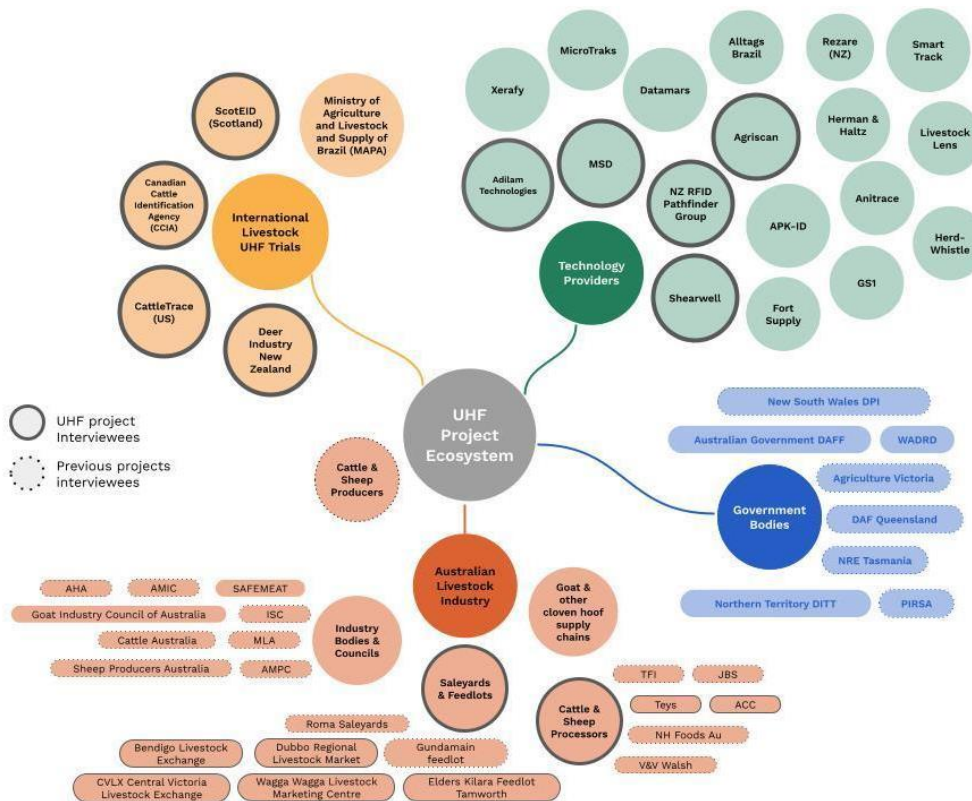 MicroTraks
Alltags
Brazil
Rezare
(NZ)
Smart
Track
Xerafy
Datamars
ScotEID
(Scotland)
Ministry of
Agriculture
and Livestock
and Supply of
Brazil (MAPA)
Agriscan
Herman &
Haltz
Livestock
Lens
Adilam
Technologies
MSD
NZ RFID
Pathfinder
Group
Canadian
Cattle
Identification
Agency
(CCIA)
International
Livestock
UHF Trials
APK-ID
Anitrace
Herd-
Whistle
Technology
Providers
Shearwell
GS1
Fort
Supply
CattleTrace
(US)
Deer
Industry
New
Zealand
UHF
Project
Ecosystem
UHF project
Interviewees
Previous projects
interviewees
Cattle &
Sheep
Producers
New South Wales DPI
Australian Government DAFF
WADRD
Agriculture Victoria
Government
Bodies
DAF Queensland
NRE Tasmania
Northern Territory DITT
PIRSA
Australian
Livestock
Industry
Goat &
other
cloven hoof
supply
chains
AHA
AMIC
SAFEMEAT
Goat Industry Council of Australia
ISC
Cattle Australia
MLA
Sheep Producers Australia
AMPC
Industry
Bodies &
Councils
Saleyards
& Feedlots
Cattle &
Sheep
Processors
TFI
JBS
Teys
ACC
NH Foods Au
V&V Walsh
Roma Saleyards
Bendigo Livestock
Exchange
Dubbo Regional
Livestock Market
Gundamain
feedlot
CVLX Central Victoria
Livestock Exchange
Wagga Wagga Livestock
Marketing Centre
Elders Kilara Feedlot
Tamworth